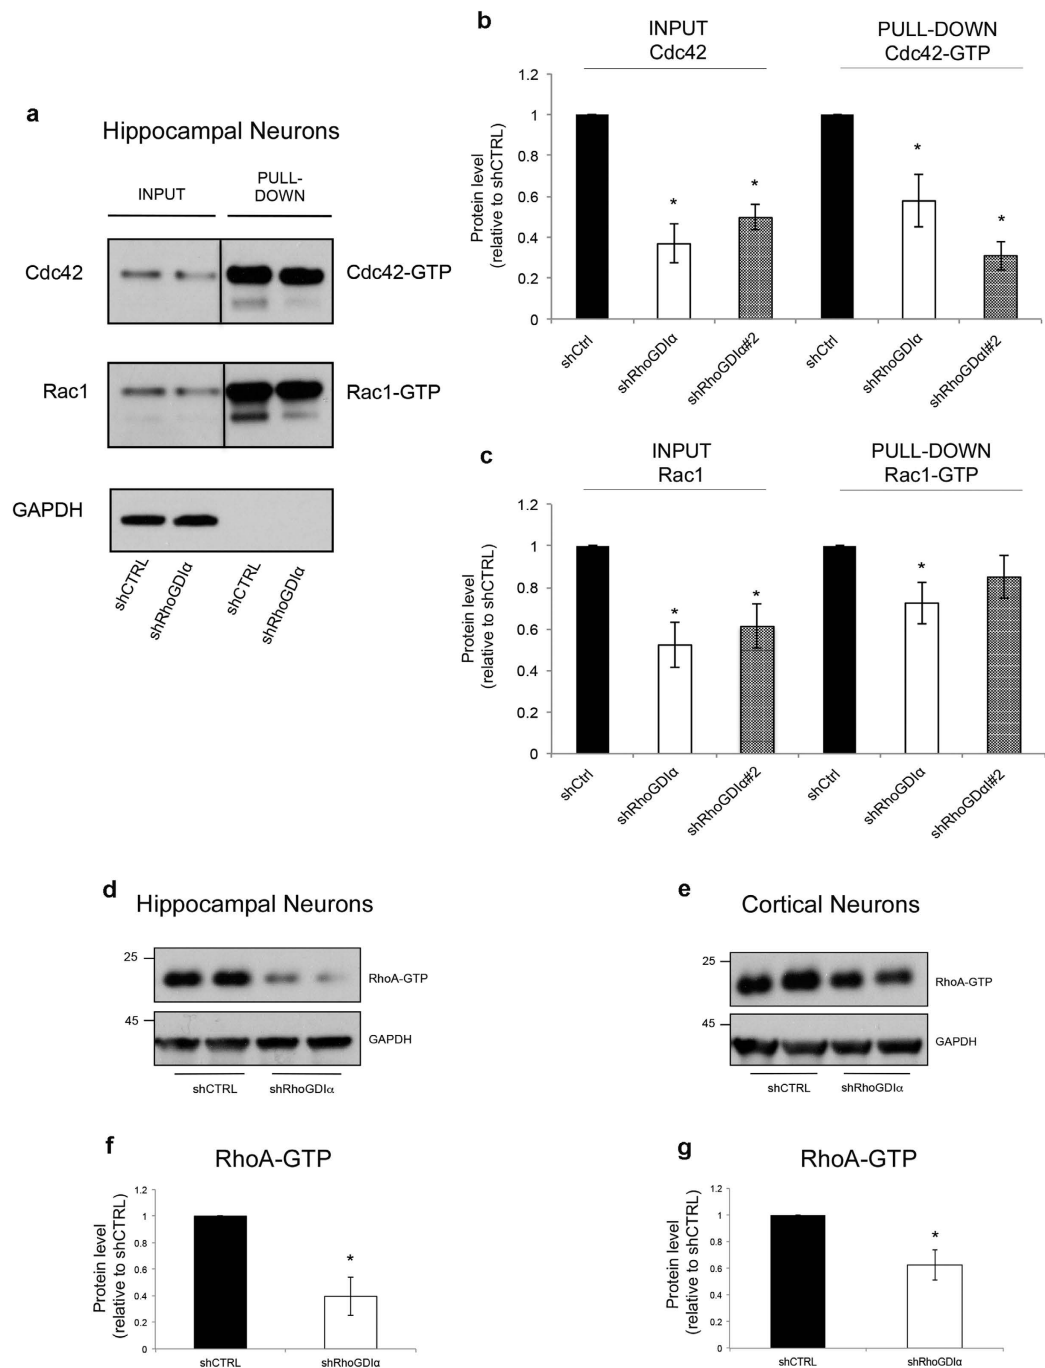 a
Hippocampal Neurons
INPUT
PULL-
DOWN
Cdc42
Cdc42-GTP
Rac1
Rac1-GTP
GAPDH
shCTRL
shRhoGDIα
shCTRL
shRhoGDIα
b
INPUT
Cdc42
PULL-DOWN
Cdc42-GTP
Protein level
(relative to shCTRL)
1.2
1
0.8
0.6
0.4
0.2
0
*
*
*
*
shCtrl
shRhoGDIα
shRhoGDIα#2
shCtrl
shRhoGDIα
shRhoGDαI#2
c
INPUT
Rac1
PULL-DOWN
Rac1-GTP
Protein level
(relative to shCTRL)
1.2
1
0.8
0.6
0.4
0.2
0
*
*
*
shCtrl
shRhoGDIα
shRhoGDIα#2
shCtrl
shRhoGDIα
shRhoGDαI#2
d
Hippocampal Neurons
25
RhoA-GTP
45
GAPDH
shCTRL
shRhoGDIα
e
Cortical Neurons
25
RhoA-GTP
45
GAPDH
shCTRL
shRhoGDIα
f
RhoA-GTP
Protein level
(relative to shCTRL)
1.2
1
0.8
0.6
0.4
0.2
0
*
shCTRL
shRhoGDIα
g
RhoA-GTP
Protein level
(relative to shCTRL)
1.2
1
0.8
0.6
0.4
0.2
0
*
shCTRL
shRhoGDIα